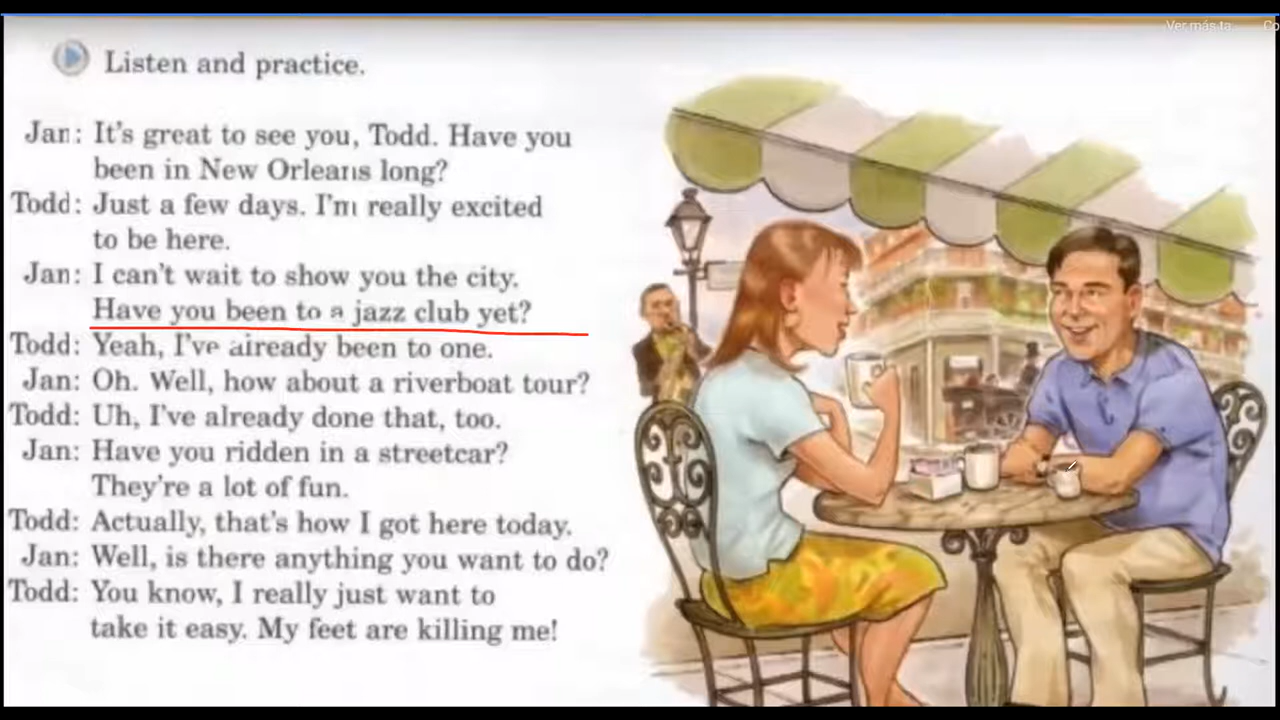 Ver más ta
Co
Listen and practice.
Jan: It's great to see you, Todd. Have you
been in New Orleans long?
Todd: Just a few days. I'm really excited
to be here.
Jan: I can't wait to show you the city.
Have you been to a jazz club yet?
Todd: Yeah, I've already been to one.
Jan: Oh. Well, how about a riverboat tour?
Todd: Uh, I've already done that, too.
Jan: Have you ridden in a streetcar?
They're a lot of fun.
Todd: Actually, that's how I got here today.
Jan: Well, is there anything you want to do?
Todd: You know, I really just want to
take it easy. My feet are killing me!